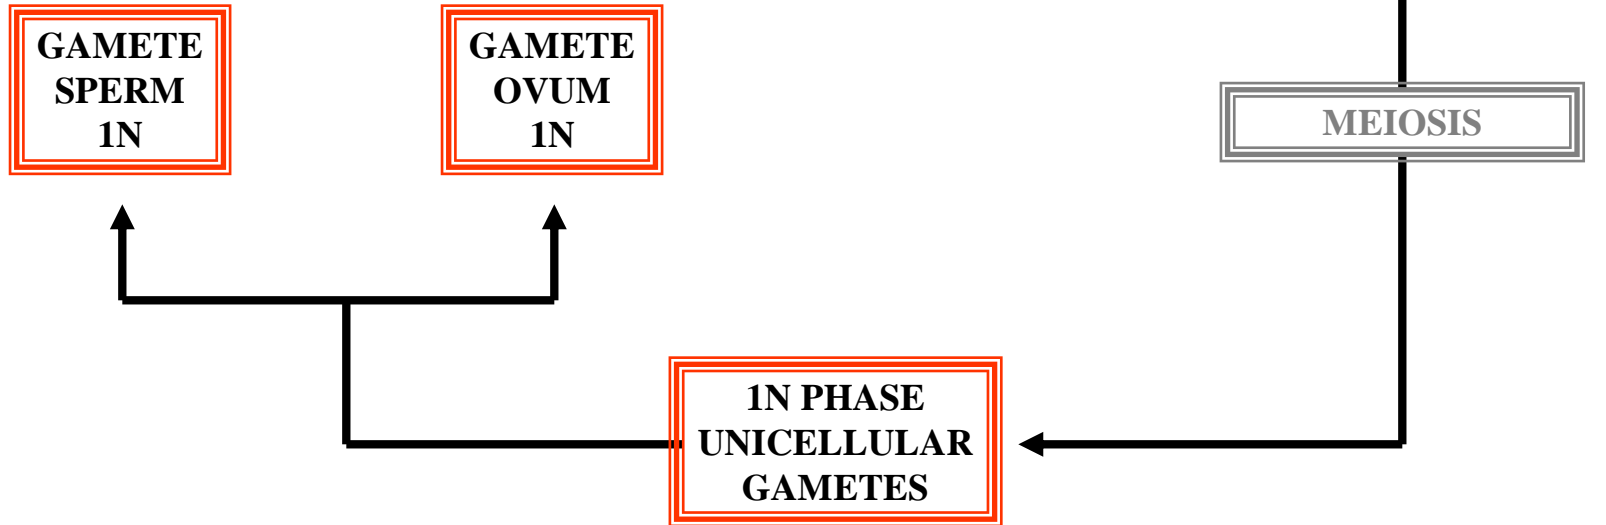 GAMETE
SPERM
1N
GAMETE
OVUM
1N
MEIOSIS
1N PHASE
UNICELLULAR
GAMETES